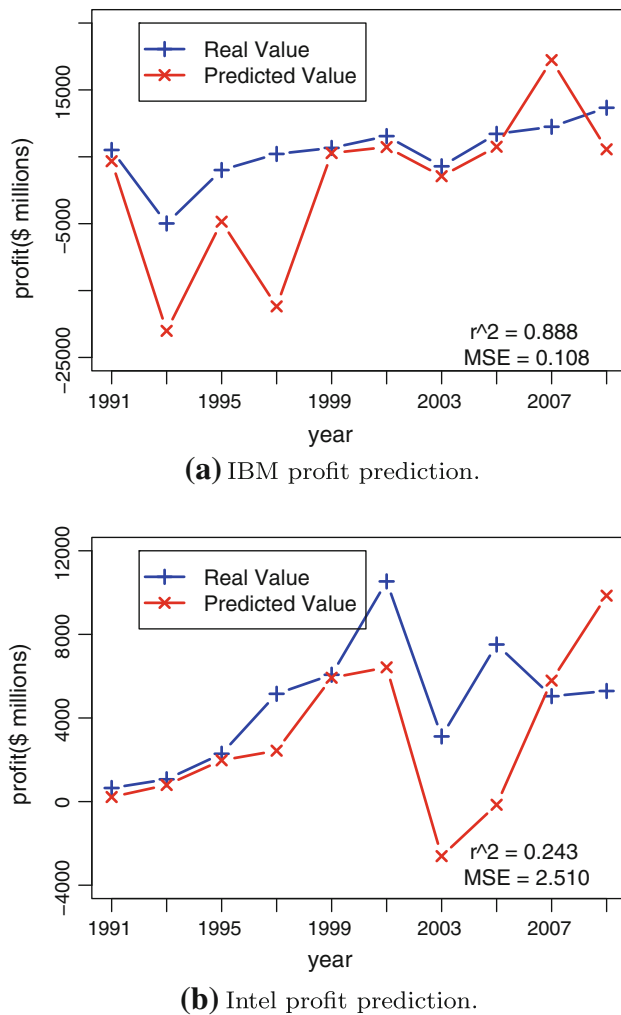 Real Value
Predicted Value
15000
-5000
-25000
profit($ millions)
r^2 = 0.888
MSE = 0.108
1991 1995 1999 2003 2007
year
(a) IBM profit prediction.
Real Value
Predicted Value
12000
8000
4000
0
-4000
profit($ millions)
r^2 = 0.243
MSE = 2.510
1991 1995 1999 2003 2007
year
(b) Intel profit prediction.